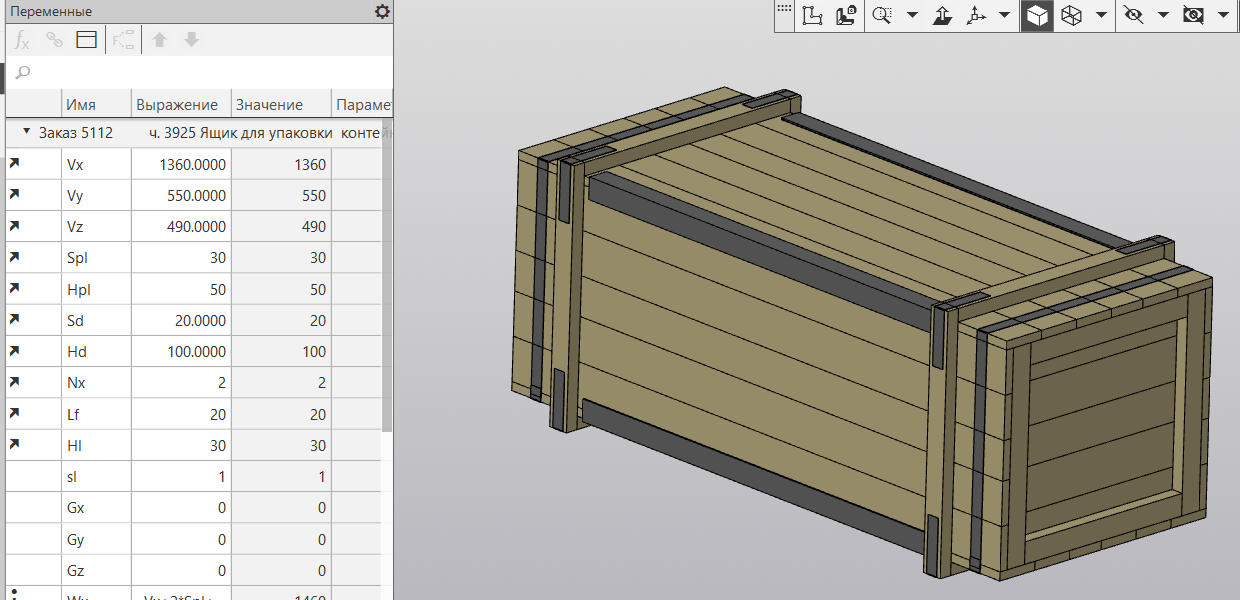 Переменные
Имя Выражение Значение Параме
Заказ 5112 ч. 3925 Ящик для упаковки контей
Vx 1360.0000 1360
Vy 550.0000 550
Vz 490.0000 490
Spl 30 30
Hpl 50 50
Sd 20.0000 20
Hd 100.0000 100
Nx 2 2
Lf 20 20
Hl 30 30
sl 1 1
Gx 0 0
Gy 0 0
Gz 0 0
1460